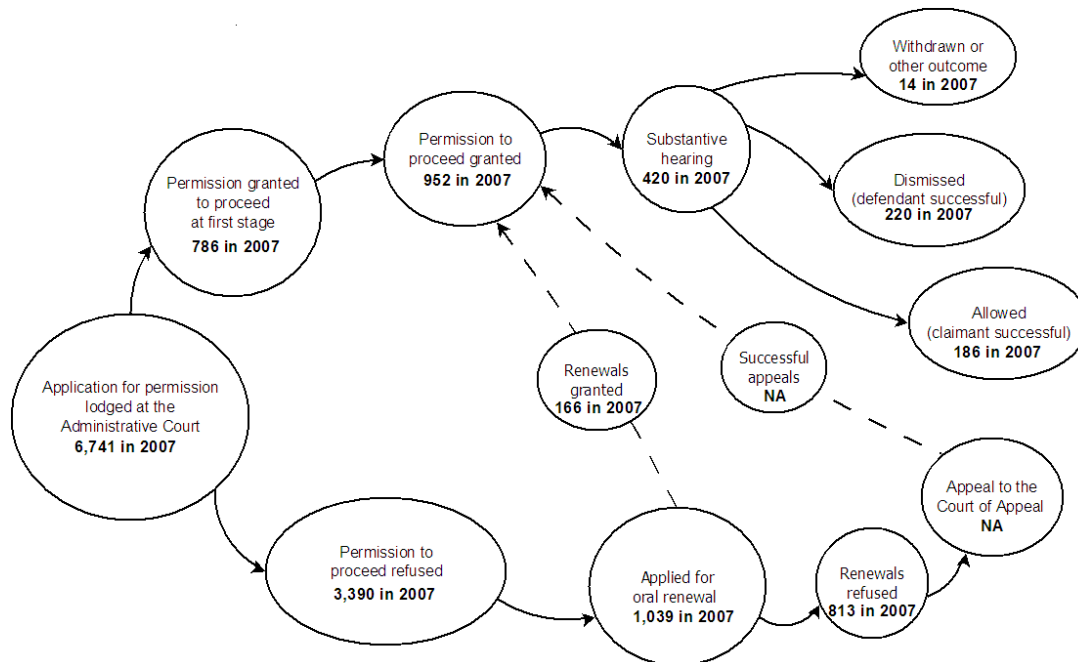 Withdrawn or
other outcome
14 in 2007
Permission to
proceed granted
952 in 2007
Substantive
hearing
420 in 2007
Permission granted
to proceed
at first stage
786 in 2007
Dismissed
(defendant successful)
220 in 2007
Allowed
(claimant successful)
186 in 2007
Renewals
granted
166 in 2007
Successful
appeals
NA
Application for permission
lodged at the
Administrative Court
6,741 in 2007
Appeal to the
Court of Appeal
NA
Permission to
proceed refused
3,390 in 2007
Applied for
oral renewal
1,039 in 2007
Renewals
refused
813 in 2007